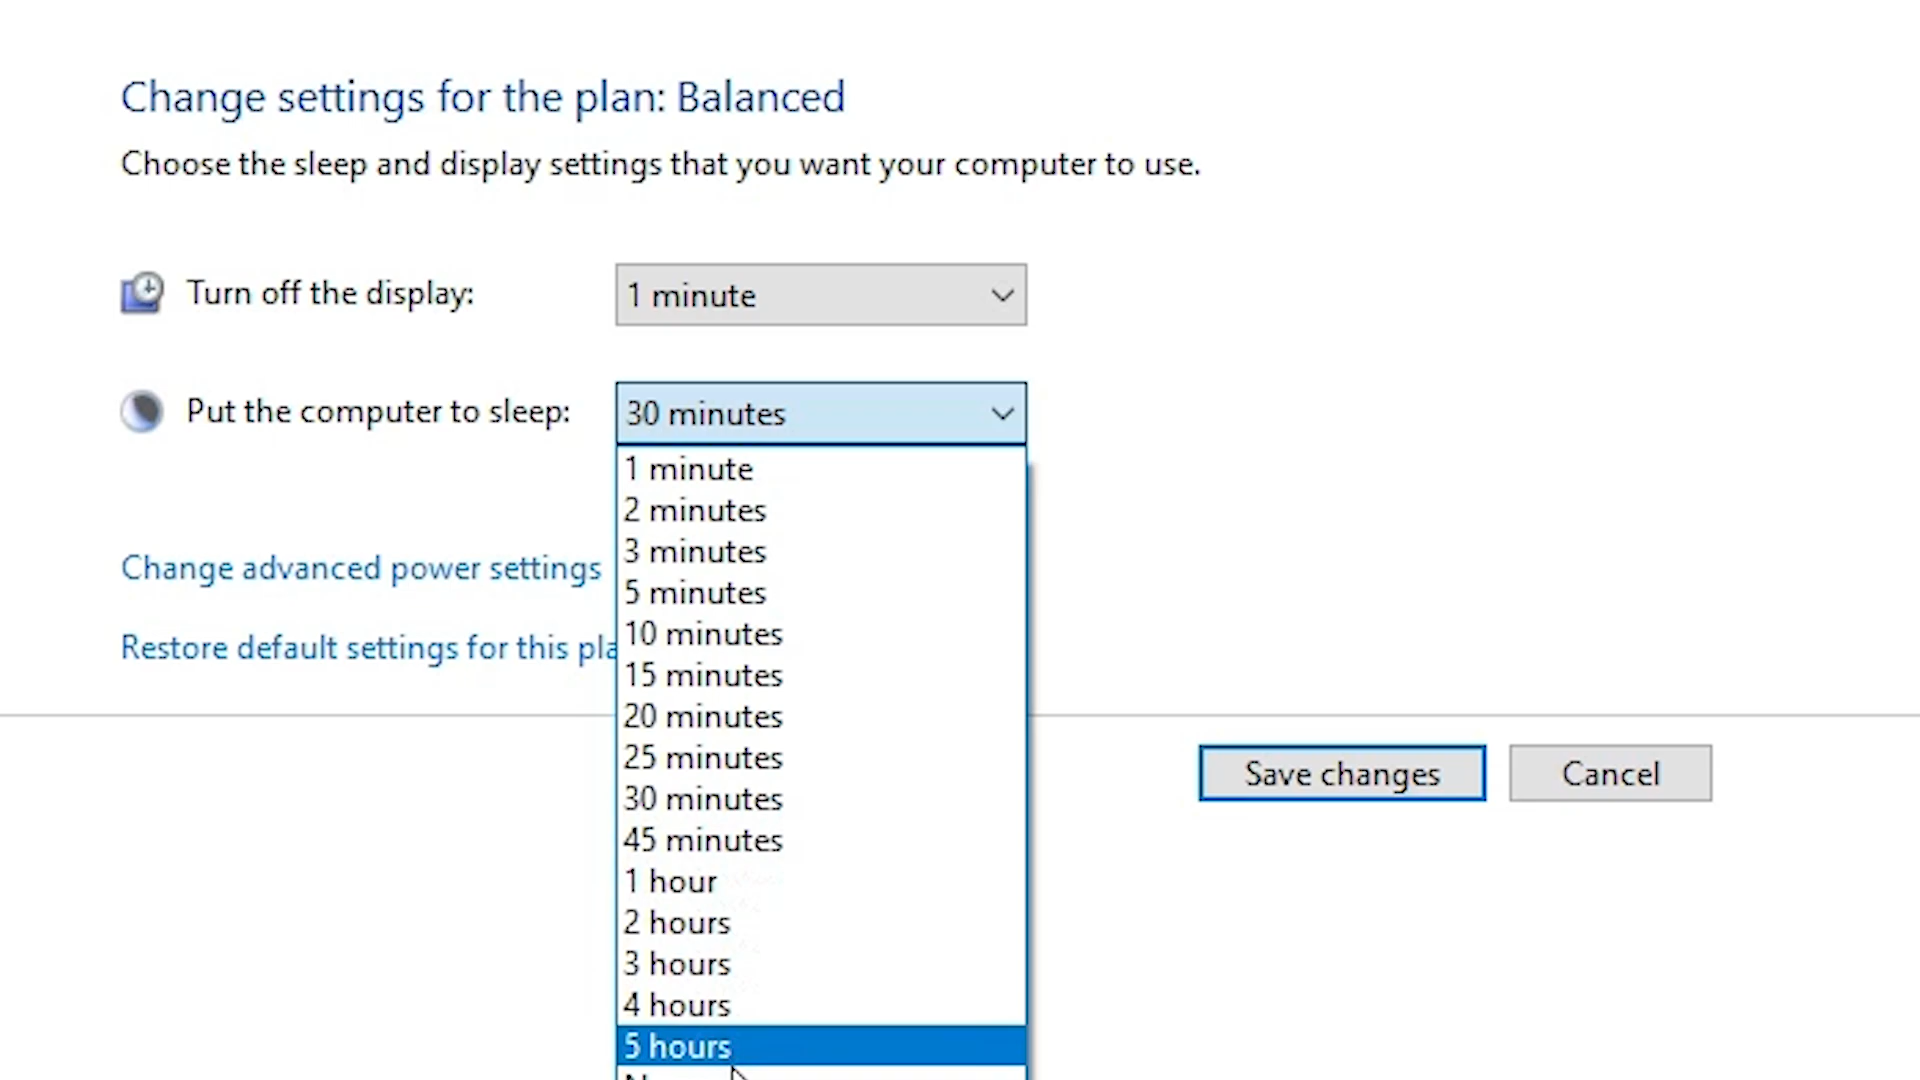 Change settings for the plan: Balanced
Choose the sleep and display settings that you want your computer to use.
Turn off the display: 1 minute
Put the computer to sleep: 30 minutes
1 minute
2 minutes
3 minutes
Change advanced power settings
5 minutes
10 minutes
Restore default settings for this
15 minutes
20 minutes
25 minutes
Save changes Cancel
30 minutes
45 minutes
1 hour
2 hours
3 hours
4 hours
5 hours